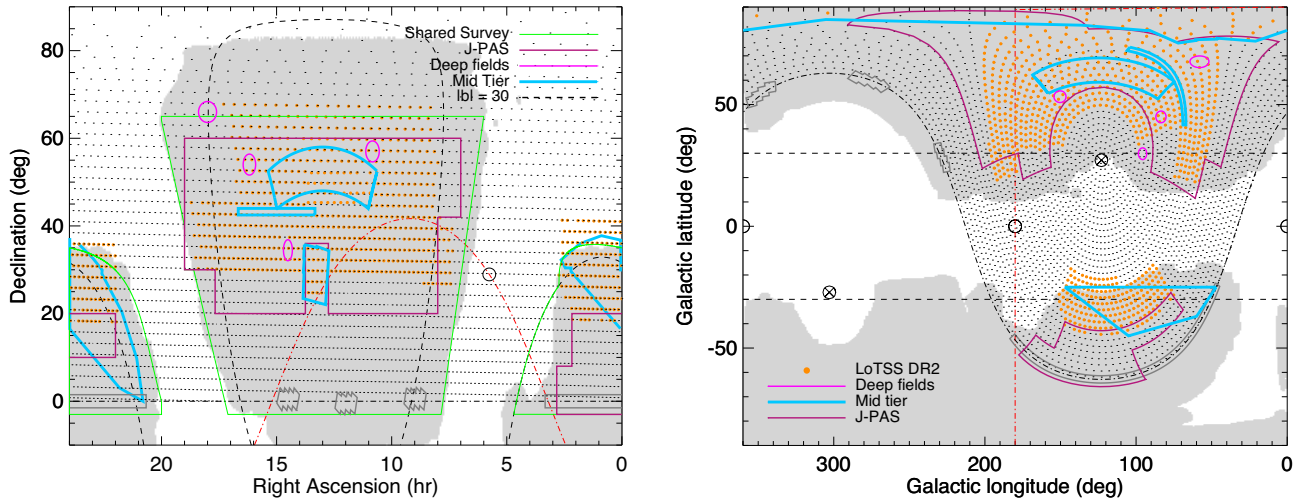 Shared Survey
J-PAS
Deep fields
Mid Tier
|b| = 30
80
60
40
20
0
Declination (deg)
20
15
10
5
0
Right Ascension (hr)
50
0
-50
Galactic latitude (deg)
LoTSS DR2
Deep fields
Mid tier
J-PAS
300
200
100
0
Galactic longitude (deg)